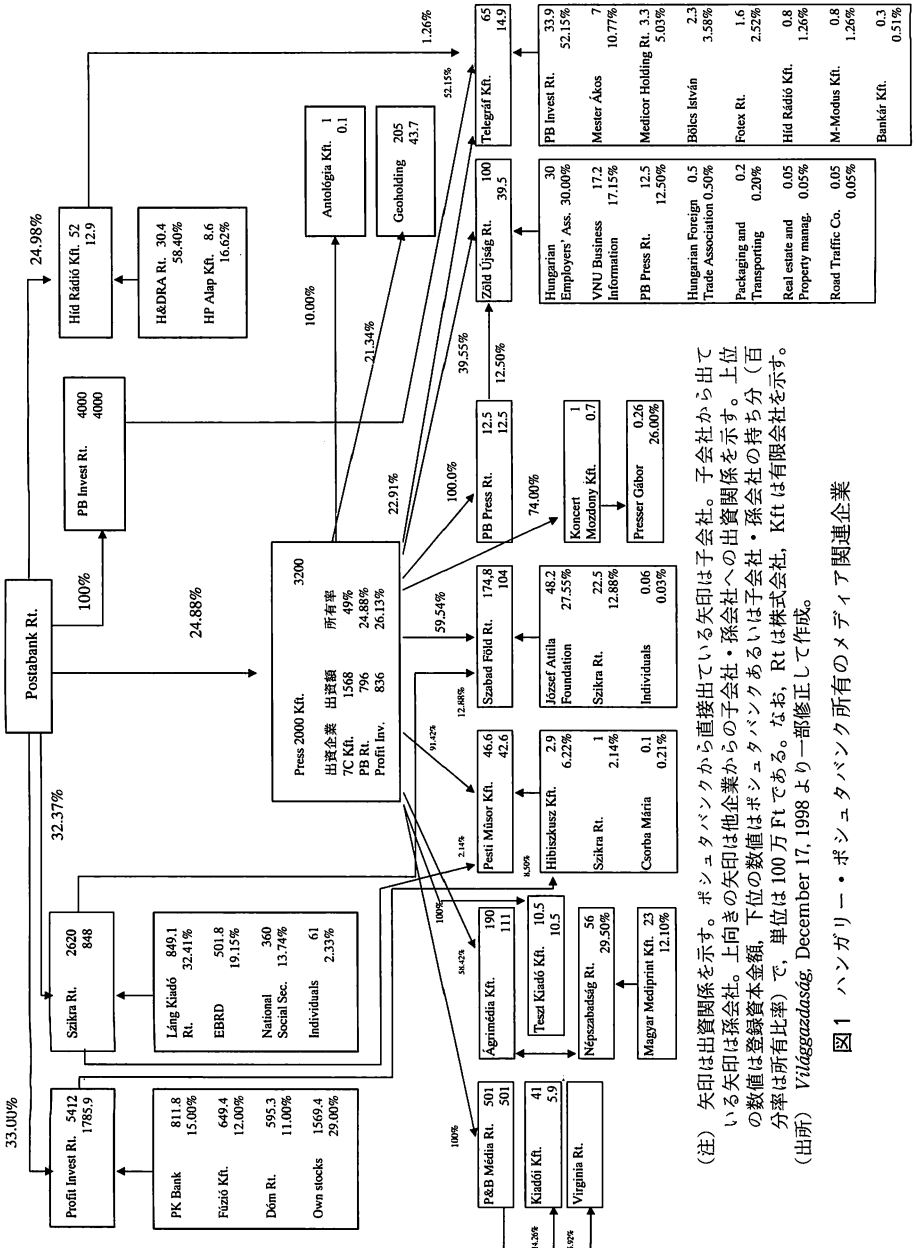 Postabank Rt.
33.00%
32.37%
24.88%
100%
24.98%
Profit Invest Rt. 5412
1785.9
PK Bank 811.8
15.00%
Fúzió Kft. 649.4
12.00%
Dóm Rt. 595.3
11.00%
Own stocks 1569.4
29.00%
Szikra Rt. 2620
848
Láng Kiadó 849.1
Rt. 32.41%
EBRD 501.8
19.15%
National 360
Social Sec. 13.74%
Individuals 61
2.33%
PB Invest Rt. 4000
4000
Híd Rádió Kft. 52
12.9
H&DRA Rt. 30.4
58.40%
HP Alap Kft. 8.6
16.62%
1.26%
Press 2000 Kft. 3200
出資企業 出資額 所有率
7C Kft. 1568 49%
PB Rt. 796 24.88%
Profit Inv. 836 26.13%
10.00%
Antológia Kft. 1
0.1
21.34%
Geoholding 205
43.7
52.15%
22.91%
39.55%
12.50%
100.0%
74.00%
59.54%
12.88%
91.42%
2.14%
8.50%
100%
58.42%
100%
P&B Média Rt. 501
501
Kiadói Kft. 41
5.9
Virginia Rt.
14.26%
Ágrimédia Kft. 190
111
Teszt Kiadó Kft. 10.5
10.5
Népszabadság Rt. 56
29.50%
Magyar Mediprint Kft. 23
12.10%
Pesti Műsor Kft. 46.6
42.6
Hibiszkusz Kft. 2.9
6.22%
Szikra Rt. 1
2.14%
Csorba Mária 0.1
0.21%
Szabad Föld Rt. 174,8
104
József Attila 48.2
Foundation 27.55%
Szikra Rt. 22.5
12.88%
Individuals 0.06
0.03%
PB Press Rt. 12.5
12.5
Koncert 1
Mozdony Kft. 0.7
Presser Gábor 0.26
26.00%
Zöld Újság Rt. 100
39.5
Hungarian 30
Employers' Ass. 30.00%
VNU Business 17.2
Information 17.15%
PB Press Rt. 12.5
12.50%
Hungarian Foreign 0.5
Trade Association 0.50%
Packaging and 0.2
Transporting 0.20%
Real estate and 0.05
Property manag. 0.05%
Road Traffic Co. 0.05
0.05%
Telegráf Kft. 65
14.9
PB Invest Rt. 33.9
52.15%
Mester Ákos 7
10.77%
Medicor Holding Rt. 3.3
5.03%
Bölcs István 2.3
3.58%
Fotex Rt. 1.6
2.52%
Híd Rádió Kft. 0.8
1.26%
M-Modus Kft. 0.8
1.26%
Bankár Kft. 0.3
0.51%
(注) 矢印は出資関係を示す。ポシュタバンクから直接出ている矢印は子会社。子会社から出て
いる矢印は孫会社。上向きの矢印は他企業からの子会社・孫会社への出資関係を示す。上位
の数値は登録資本金額,下位の数値はポシュタバンクあるいは子会社・孫会社の持ち分(百
分率は所有比率)で,単位は100万Ftである。なお,Rtは株式会社,Kftは有限会社を示す。
(出所) Világgazdaság, December 17, 1998より一部修正して作成。
図1 ハンガリー・ポシュタバンク所有のメディア関連企業